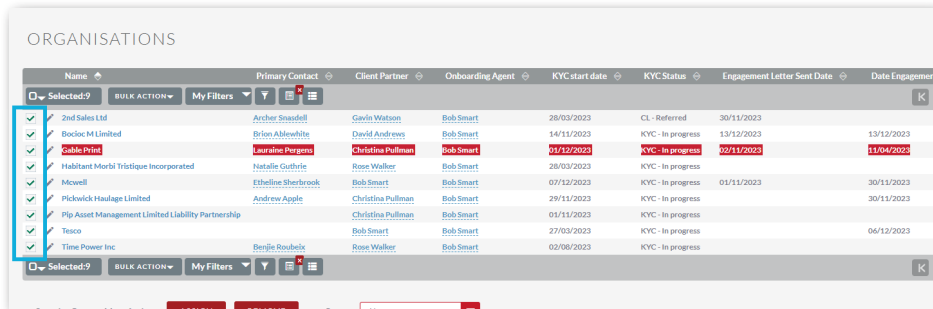 ORGANISATIONS
Name Primary Contact Client Partner Onboarding Agent KYC start date KYC Status Engagement Letter Sent Date Date Engagemen
Selected:9 BULK ACTION My Filters
2nd Sales Ltd Archer Snasdell Gavin Watson Bob Smart 28/03/2023 CL - Referred 30/11/2023
Bocioc M Limited Brion Ablewhite David Andrews Bob Smart 14/11/2023 KYC - In progress 13/12/2023 13/12/2023
Gable Print Lauraine Pergens Christina Pullman Bob Smart 01/12/2023 KYC - In progress 02/11/2023 11/04/2023
Habitant Morbi Tristique Incorporated Natalie Guthrie Rose Walker Bob Smart 28/03/2023 KYC - In progress
Mcwell Etheline Sherbrook Bob Smart Bob Smart 07/12/2023 KYC - In progress 01/11/2023 30/11/2023
Pickwick Haulage Limited Andrew Apple Christina Pullman Bob Smart 29/11/2023 KYC - In progress 30/11/2023
Pip Asset Management Limited Liability Partnership Christina Pullman Bob Smart 01/11/2023 KYC - In progress
Tesco Bob Smart Bob Smart 27/03/2023 KYC - In progress 06/12/2023
Time Power Inc Benjie Roubeix Rose Walker Bob Smart 02/08/2023 KYC - In progress
Selected:9 BULK ACTION My Filters